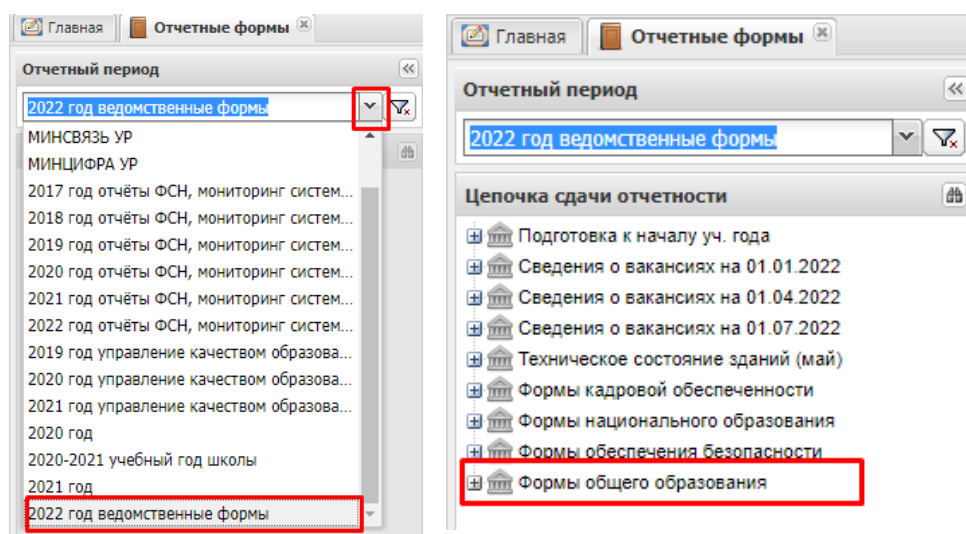 Главная
Отчетные формы
Отчетный период
2022 год ведомственные формы
МИНСВЯЗЬ УР
МИНЦИФРА УР
2017 год отчёты ФСН, мониторинг систем...
2018 год отчёты ФСН, мониторинг систем...
2019 год отчёты ФСН, мониторинг систем...
2020 год отчёты ФСН, мониторинг систем...
2021 год отчёты ФСН, мониторинг систем...
2022 год отчёты ФСН, мониторинг систем...
2019 год управление качеством образова...
2020 год управление качеством образова...
2021 год управление качеством образова...
2020 год
2020-2021 учебный год школы
2021 год
2022 год ведомственные формы
Главная
Отчетные формы
Отчетный период
2022 год ведомственные формы
Цепочка сдачи отчетности
Подготовка к началу уч. года
Сведения о вакансиях на 01.01.2022
Сведения о вакансиях на 01.04.2022
Сведения о вакансиях на 01.07.2022
Техническое состояние зданий (май)
Формы кадровой обеспеченности
Формы национального образования
Формы обеспечения безопасности
Формы общего образования